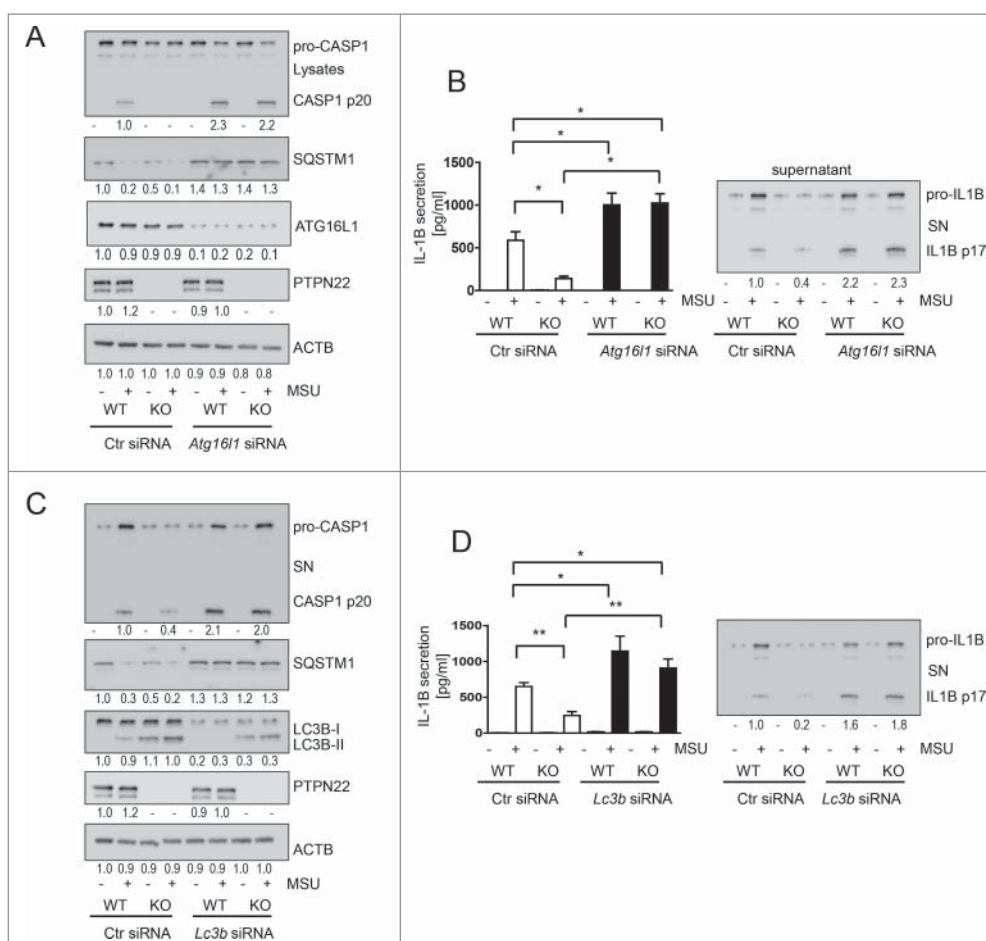 A
pro-CASP1
Lysates
CASP1 p20
- 1.0 - - - 2.3 - 2.2
SQSTM1
1.0 0.2 0.5 0.1 1.4 1.3 1.4 1.3
ATG16L1
1.0 0.9 0.9 0.9 0.1 0.2 0.2 0.1
PTPN22
1.0 1.2 - - 0.9 1.0 - -
ACTB
1.0 1.0 1.0 1.0 0.9 0.9 0.8 0.8
- + - + - + - + MSU
WT KO WT KO
Ctr siRNA Atg16l1 siRNA
B
*
*
*
*
IL-1B secretion
[pg/ml]
1500
1000
500
0
- + - + - + - + MSU
WT KO WT KO
Ctr siRNA Atg16l1 siRNA
supernatant
pro-IL1B
SN
IL1B p17
1.0 0.4 2.2 2.3
- + - + - + - +
WT KO WT KO
Ctr siRNA Atg16l1 siRNA
C
pro-CASP1
SN
CASP1 p20
- 1.0 - 0.4 - 2.1 - 2.0
SQSTM1
1.0 0.3 0.5 0.2 1.3 1.3 1.2 1.3
LC3B-I
LC3B-II
1.0 0.9 1.1 1.0 0.2 0.3 0.3 0.3
PTPN22
1.0 1.2 - - 0.9 1.0 - -
ACTB
1.0 0.9 0.9 0.9 0.9 0.9 1.0 1.0
- + - + - + - + MSU
WT KO WT KO
Ctr siRNA Lc3b siRNA
D
*
*
**
**
IL-1B secretion
[pg/ml]
1500
1000
500
0
- + - + - + - + MSU
WT KO WT KO
Ctr siRNA Lc3b siRNA
pro-IL1B
SN
IL1B p17
1.0 0.2 1.6 1.8
- + - + - + - +
WT KO WT KO
Ctr siRNA Lc3b siRNA